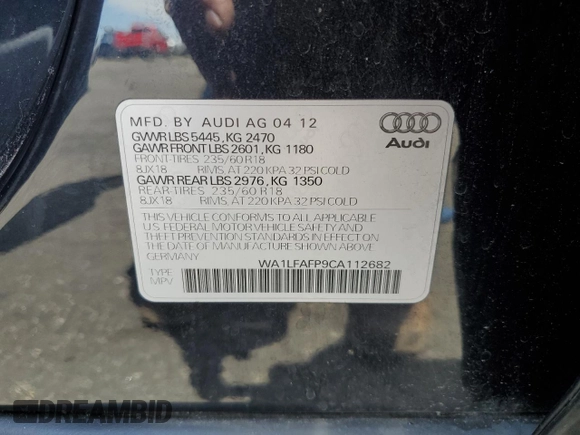 MFD. BY AUDI AG 04 12
GVWR LBS 5445, KG 2470
GAWR FRONT LBS 2601, KG 1180
FRONT-TIRES 235/60 R18
8JX18 RIMS, AT 220 KPA 32 PSI COLD
GAWR REAR LBS 2976, KG 1350
REAR-TIRES 235/60 R18
8JX18 RIMS, AT 220 KPA 32 PSI COLD
THIS VEHICLE CONFORMS TO ALL APPLICABLE
U.S. FEDERAL MOTOR VEHICLE SAFETY AND
THEFT PREVENTION STANDARDS IN EFFECT ON
THE DATE OF MANUFACTURE SHOWN ABOVE
GERMANY WA1LFAFP9CA112682
TYPE
MPV
Audi
DREAMBID